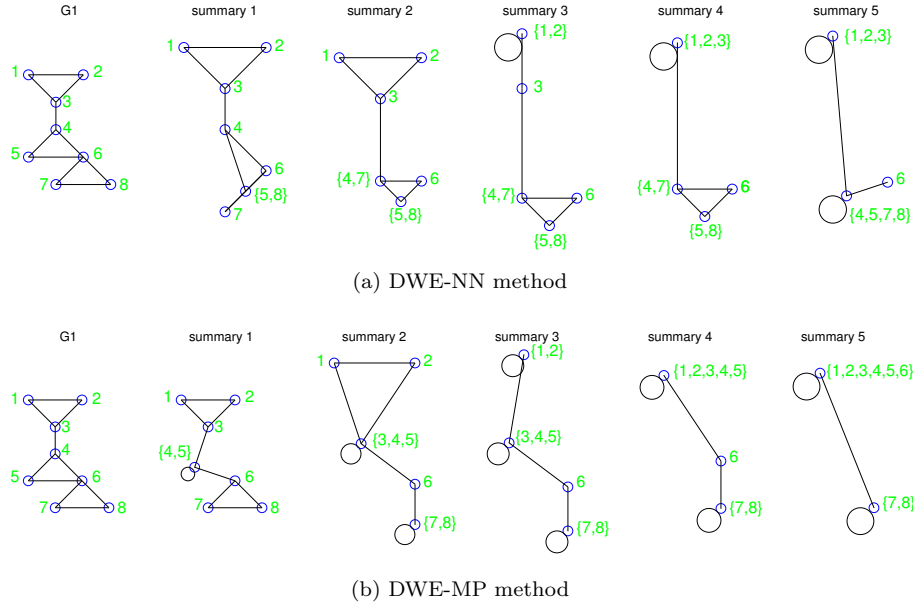 G1 summary 1 summary 2 summary 3 summary 4 summary 5
1 2 3 4 5 6 7 8
1 2 3 4 6 {5,8} 7
1 2 3 {4,7} 6 {5,8}
{1,2} 3 {4,7} 6 {5,8}
{1,2,3} {4,7} 6 {5,8}
{1,2,3} 6 {4,5,7,8}
(a) DWE-NN method
G1 summary 1 summary 2 summary 3 summary 4 summary 5
1 2 3 4 5 6 7 8
1 2 3 {4,5} 6 7 8
1 2 {3,4,5} 6 {7,8}
{1,2} {3,4,5} 6 {7,8}
{1,2,3,4,5} 6 {7,8}
{1,2,3,4,5,6} {7,8}
(b) DWE-MP method